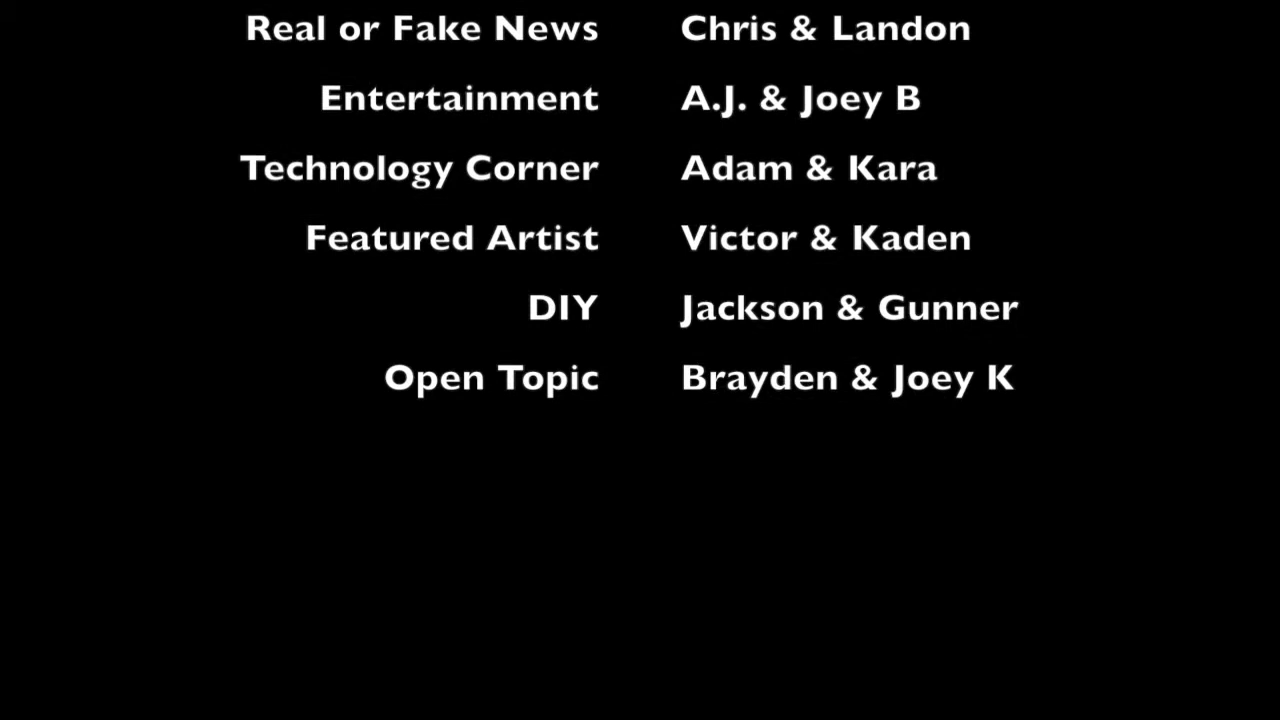 Real or Fake News Chris & Landon
Entertainment A.J. & Joey B
Technology Corner Adam & Kara
Featured Artist Victor & Kaden
DIY Jackson & Gunner
Open Topic Brayden & Joey K